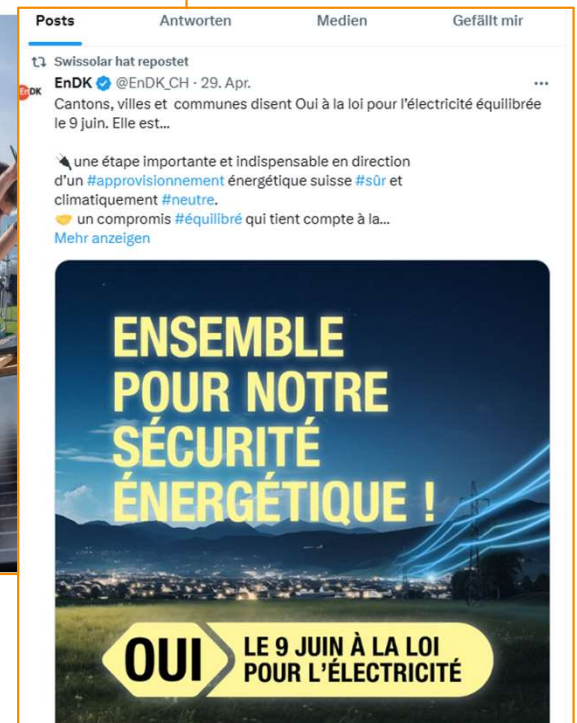 Posts Antworten Medien Gefällt mir
Swissolar hat repostet
EnDK
EnDK @EnDK_CH · 29. Apr.
Cantons, villes et communes disent Oui à la loi pour l'électricité équilibrée
le 9 juin. Elle est...
une étape importante et indispensable en direction
d'un #approvisionnement énergétique suisse #sûr et
climatiquement #neutre.
un compromis #équilibré qui tient compte à la...
Mehr anzeigen
ENSEMBLE
POUR NOTRE
SÉCURITÉ
ÉNERGÉTIQUE !
OUI
LE 9 JUIN À LA LOI
POUR L'ÉLECTRICITÉ